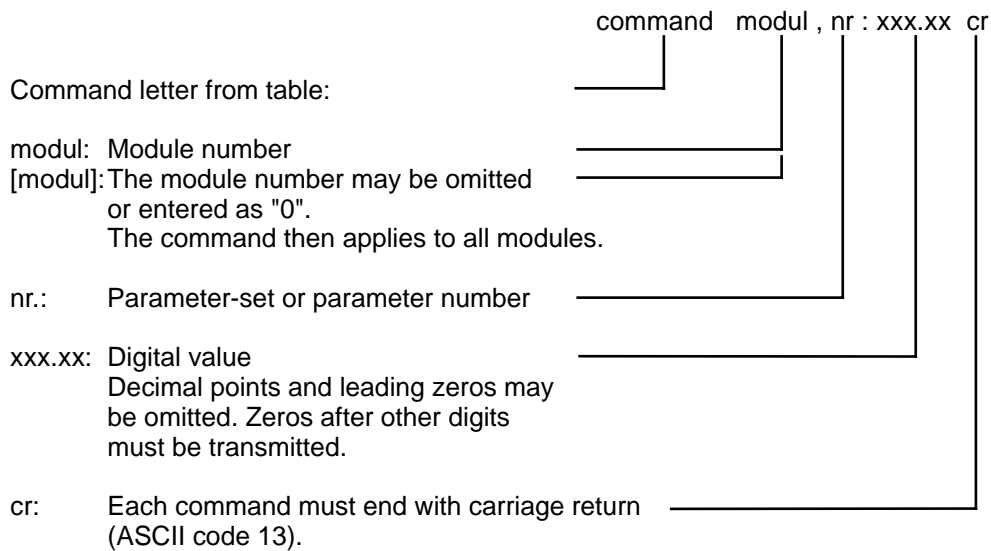 command modul , nr : xxx.xx cr
Command letter from table:
modul: Module number
[modul]: The module number may be omitted
or entered as "0".
The command then applies to all modules.
nr.: Parameter-set or parameter number
xxx.xx: Digital value
Decimal points and leading zeros may
be omitted. Zeros after other digits
must be transmitted.
cr: Each command must end with carriage return
(ASCII code 13).